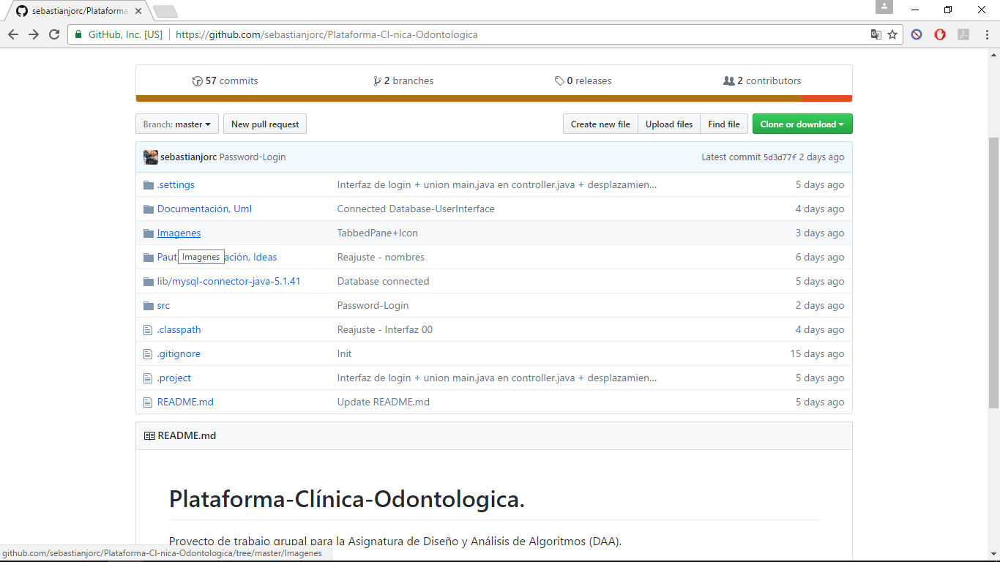 sebastianjorc/Plataforma
GitHub, Inc. [US] | https://github.com/sebastianjorc/Plataforma-Cl-nica-Odontologica
57 commits 2 branches 0 releases 2 contributors
Branch: master New pull request Create new file Upload files Find file Clone or download
sebastianjorc Password-Login Latest commit 5d3d77f 2 days ago
.settings Interfaz de login + union main.java en controller.java + desplazamien... 5 days ago
Documentación, Uml Connected Database-UserInterface 4 days ago
Imagenes TabbedPane+Icon 3 days ago
Paut Imagenes ación, Ideas Reajuste - nombres 6 days ago
lib/mysql-connector-java-5.1.41 Database connected 5 days ago
src Password-Login 2 days ago
.classpath Reajuste - Interfaz 00 4 days ago
.gitignore Init 15 days ago
.project Interfaz de login + union main.java en controller.java + desplazamien... 5 days ago
README.md Update README.md 5 days ago
README.md
Plataforma-Clínica-Odontologica.
Proyecto de trabajo grupal para la Asignatura de Diseño y Análisis de Algoritmos (DAA).
github.com/sebastianjorc/Plataforma-Cl-nica-Odontologica/tree/master/Imagenes